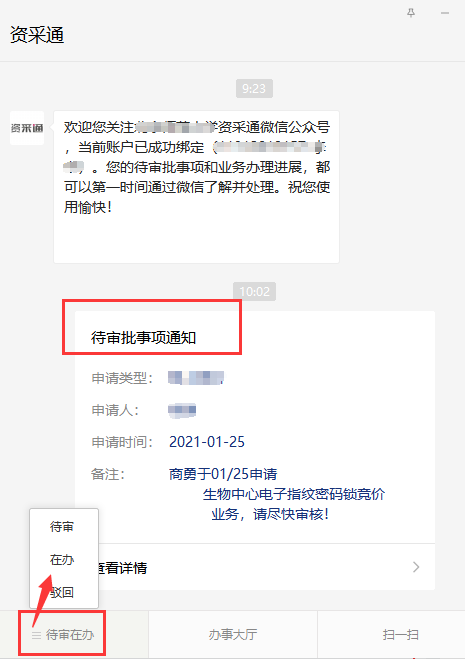 资采通
9:23
资采通
欢迎您关注 资采通微信公众号
，当前账户已成功绑定（
）。您的待审批事项和业务办理进展，都
可以第一时间通过微信了解并处理。祝您使
用愉快！
10:02
待审批事项通知
申请类型：
申请人：
申请时间： 2021-01-25
备注： 商勇于01/25申请
生物中心电子指纹密码锁竞价
业务，请尽快审核！
查看详情
待审
在办
驳回
待审在办
办事大厅
扫一扫